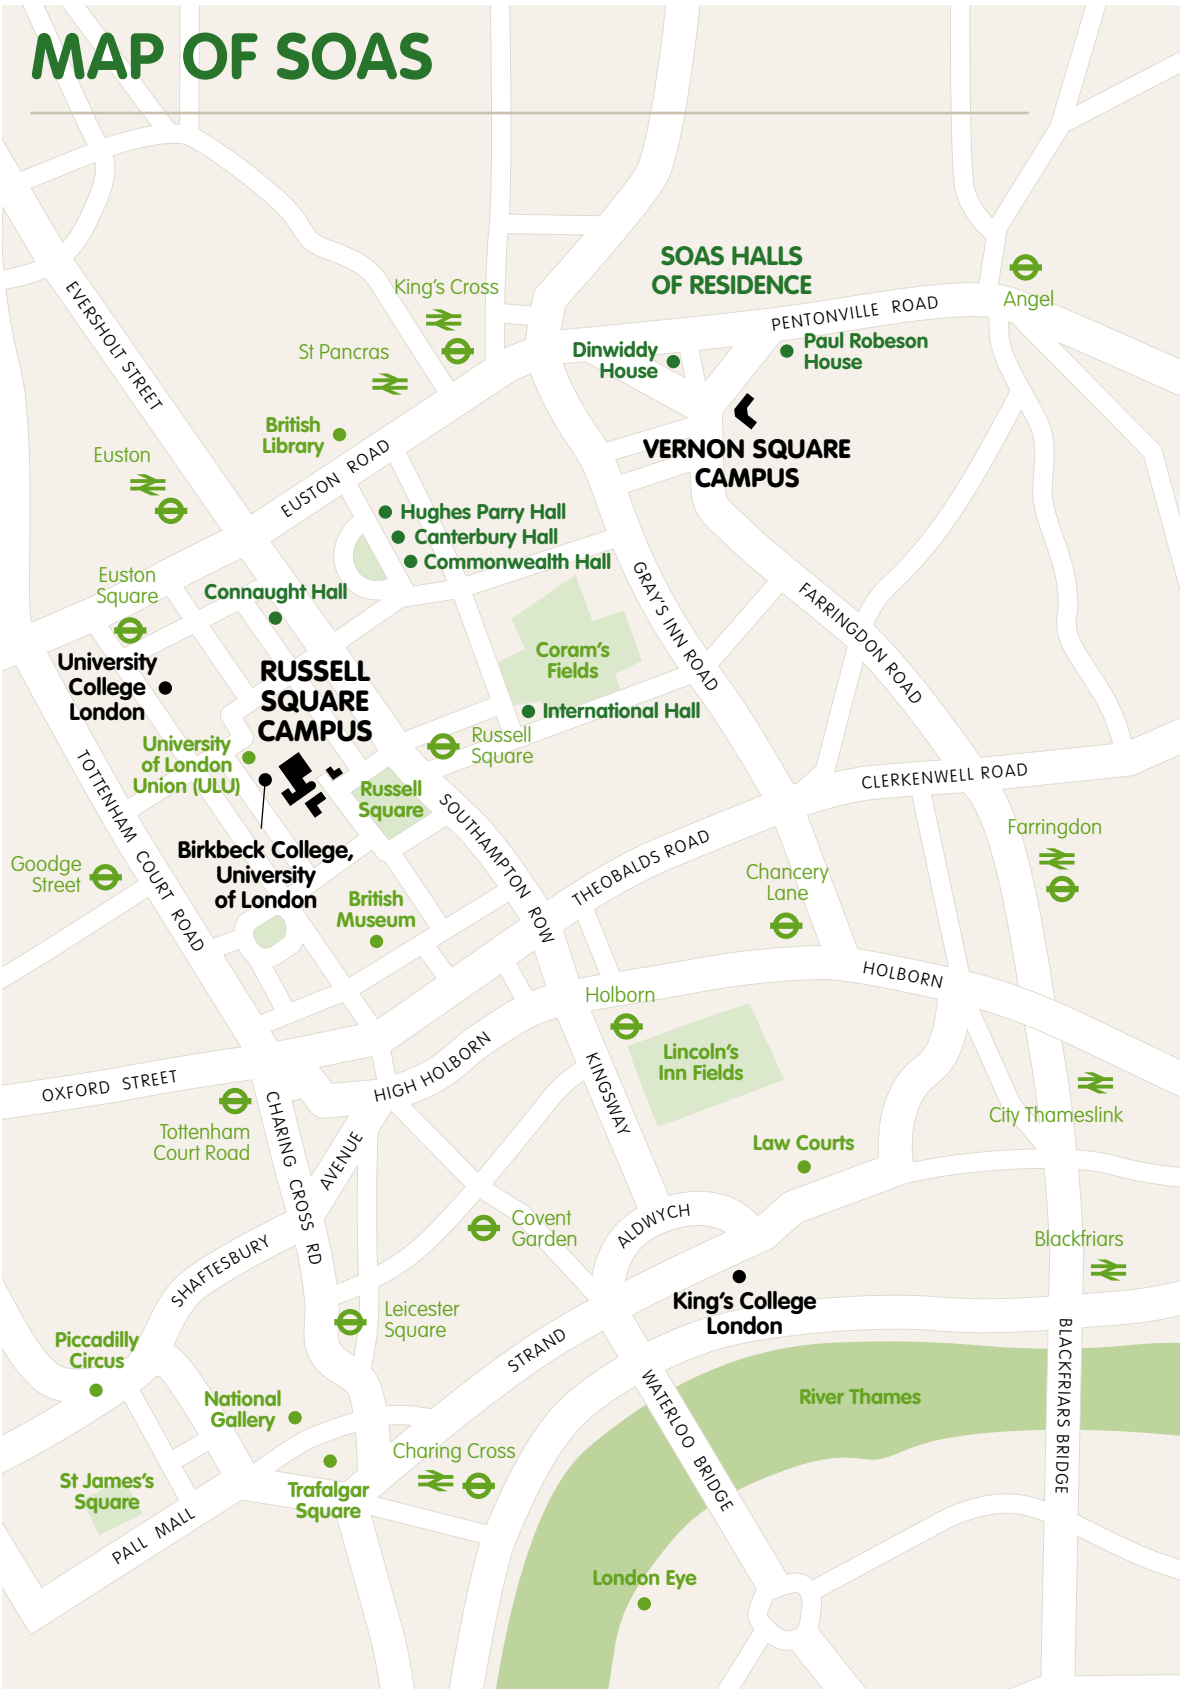 MAP OF SOAS
SOAS HALLS
OF RESIDENCE
King's Cross
Angel
PENTONVILLE ROAD
EVERSHOLT STREET
St Pancras
Dinwiddy
House
Paul Robeson
House
British
Library
VERNON SQUARE
CAMPUS
Euston
EUSTON ROAD
Hughes Parry Hall
Canterbury Hall
Commonwealth Hall
Euston
Square
Connaught Hall
GRAY'S INN ROAD
FARRINGDON ROAD
University
College
London
RUSSELL
SQUARE
CAMPUS
Coram's
Fields
International Hall
University
of London
Union (ULU)
Russell
Square
TOTTENHAM COURT ROAD
Russell
Square
CLERKENWELL ROAD
SOUTHAMPTON ROW
THEOBALDS ROAD
Farringdon
Birkbeck College,
University
of London
Goodge
Street
British
Museum
Chancery
Lane
HOLBORN
Holborn
Lincoln's
Inn Fields
KINGSWAY
HIGH HOLBORN
OXFORD STREET
City Thameslink
Tottenham
Court Road
CHARING CROSS RD
AVENUE
Law Courts
Covent
Garden
ALDWYCH
SHAFTESBURY
Blackfriars
King's College
London
Leicester
Square
STRAND
Piccadilly
Circus
BLACKFRIARS BRIDGE
WATERLOO BRIDGE
River Thames
National
Gallery
Charing Cross
St James's
Square
Trafalgar
Square
PALL MALL
London Eye